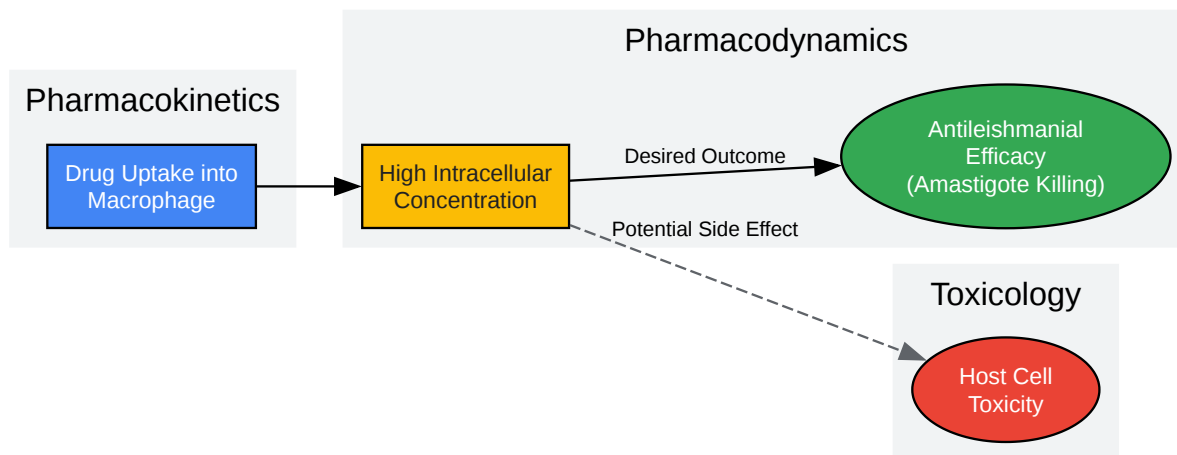 Pharmacokinetics
Drug Uptake into
Macrophage
Pharmacodynamics
High Intracellular
Concentration
Desired Outcome
Potential Side Effect
Antileishmanial
Efficacy
(Amastigote Killing)
Toxicology
Host Cell
Toxicity